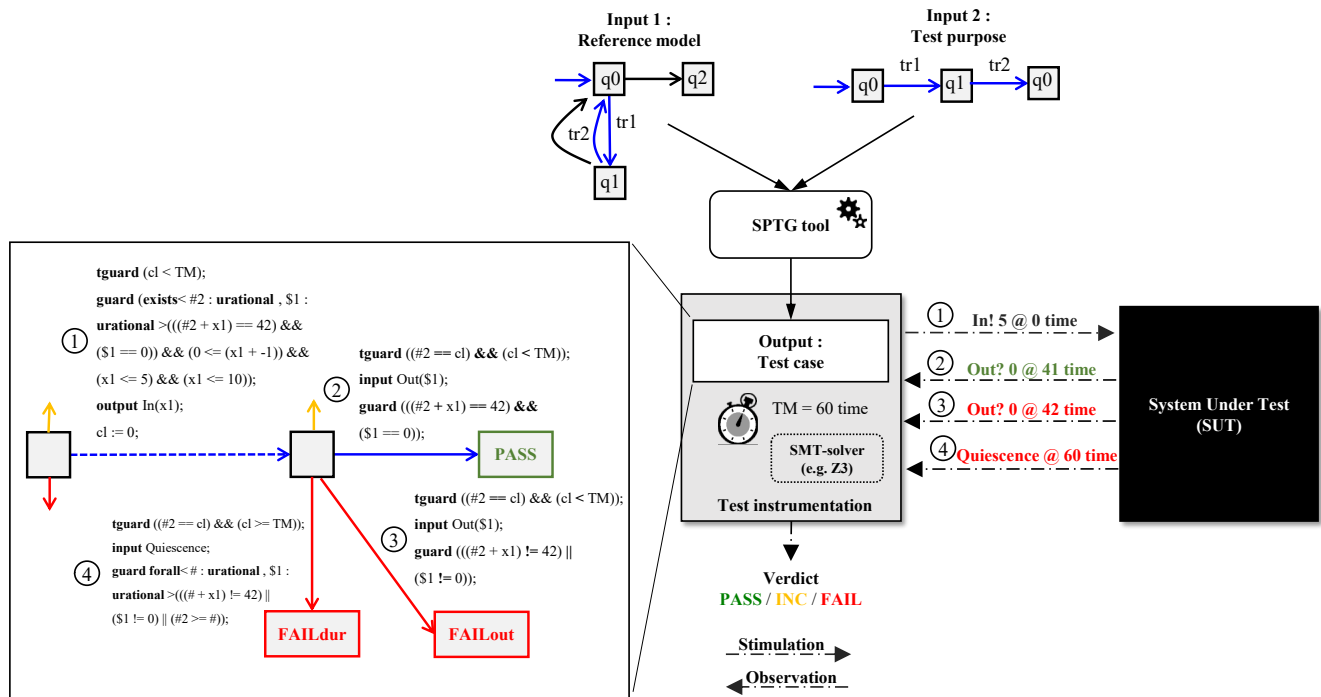 Input 1 :
Reference model
q0
q2
tr1
tr2
q1
Input 2 :
Test purpose
tr1
tr2
q0
q1
q0
SPTG tool
tguard (cl < TM);
guard (exists< #2 : urational , $1 :
urational >(((#2 + x1) == 42) &&
($1 == 0)) && (0 <= (x1 + -1)) &&
(x1 <= 5) && (x1 <= 10));
output In(x1);
cl := 0;
1
2
tguard ((#2 == cl) && (cl < TM));
input Out($1);
guard (((#2 + x1) == 42) &&
($1 == 0));
PASS
3
tguard ((#2 == cl) && (cl < TM));
input Out($1);
guard (((#2 + x1) != 42) ||
($1 != 0));
4
tguard ((#2 == cl) && (cl >= TM));
input Quiescence;
guard forall< # : urational , $1 :
urational >(((# + x1) != 42) ||
($1 != 0) || (#2 >= #));
FAILdur
FAILout
Output :
Test case
TM = 60 time
SMT-solver
(e.g. Z3)
Test instrumentation
1
In! 5 @ 0 time
2
Out? 0 @ 41 time
3
Out? 0 @ 42 time
4
Quiescence @ 60 time
System Under Test
(SUT)
Verdict
PASS / INC / FAIL
Stimulation
Observation